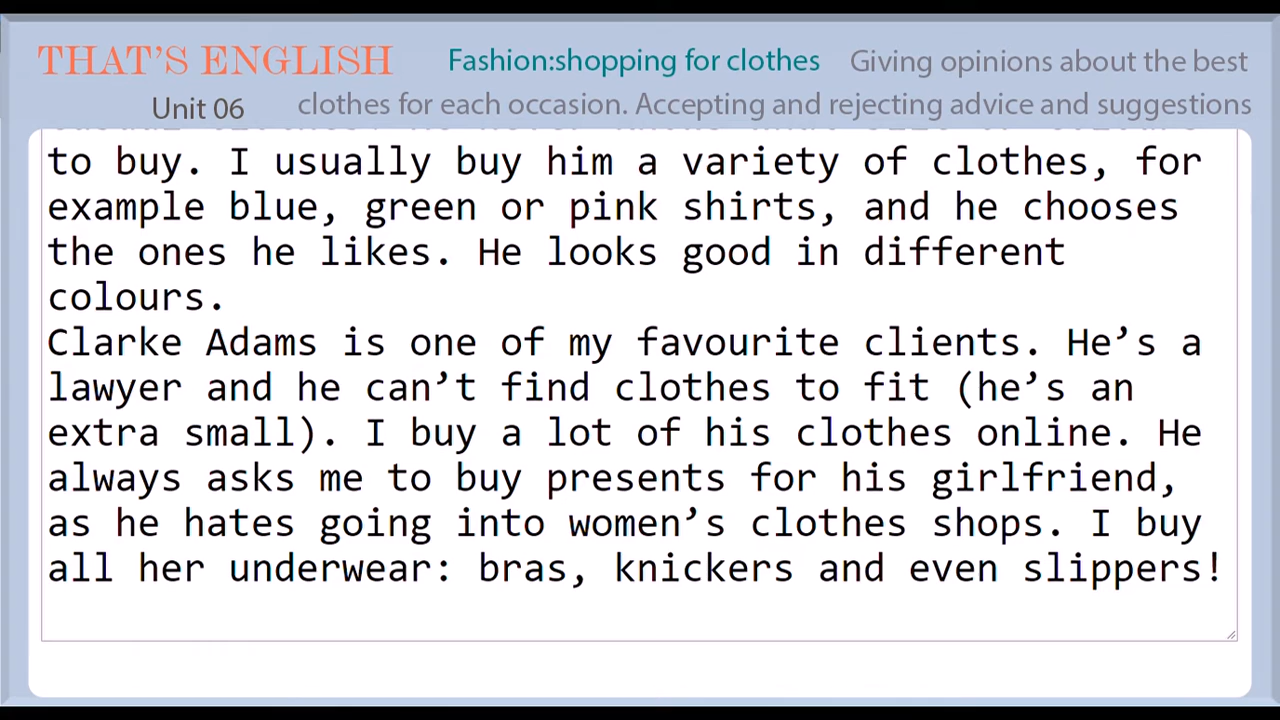 THAT'S ENGLISH
Fashion:shopping for clothes
Giving opinions about the best
Unit 06
clothes for each occasion. Accepting and rejecting advice and suggestions
to buy. I usually buy him a variety of clothes, for
example blue, green or pink shirts, and he chooses
the ones he likes. He looks good in different
colours.
Clarke Adams is one of my favourite clients. He’s a
lawyer and he can’t find clothes to fit (he’s an
extra small). I buy a lot of his clothes online. He
always asks me to buy presents for his girlfriend,
as he hates going into women’s clothes shops. I buy
all her underwear: bras, knickers and even slippers!